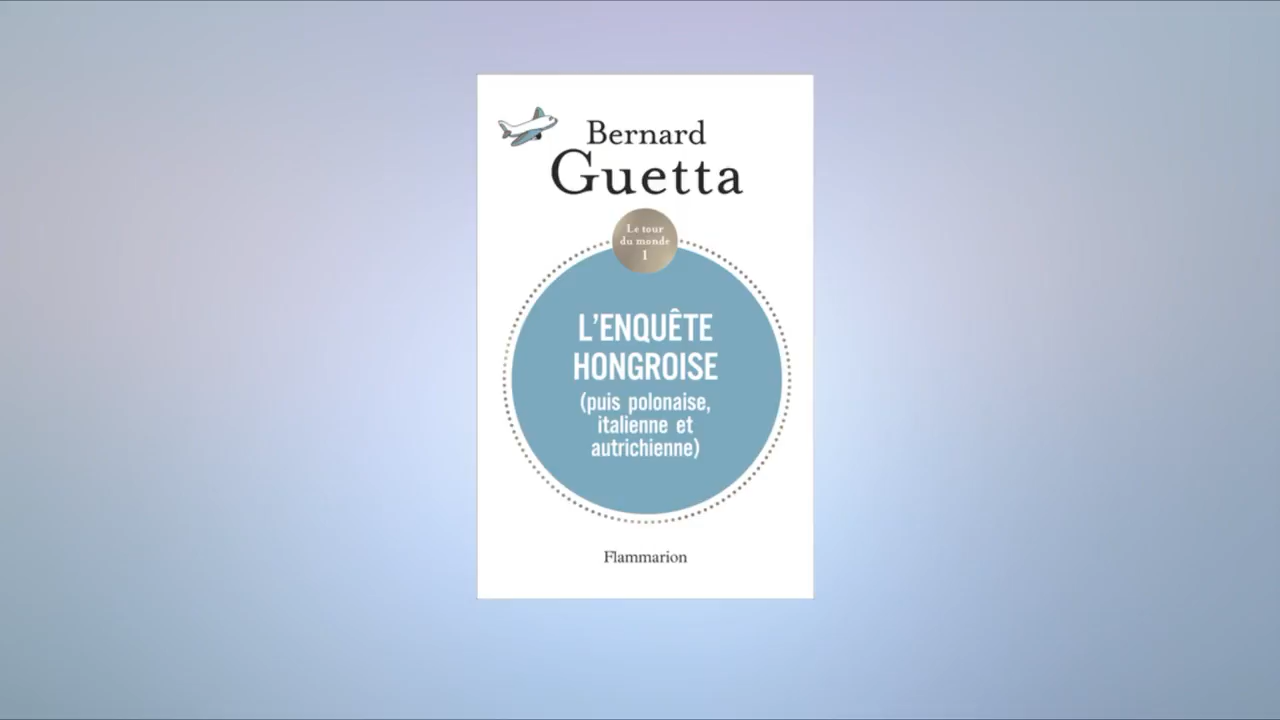 Bernard
Guetta
Le tour
du monde
1
L’ENQUÊTE
HONGROISE
(puis polonaise,
italienne et
autrichienne)
Flammarion